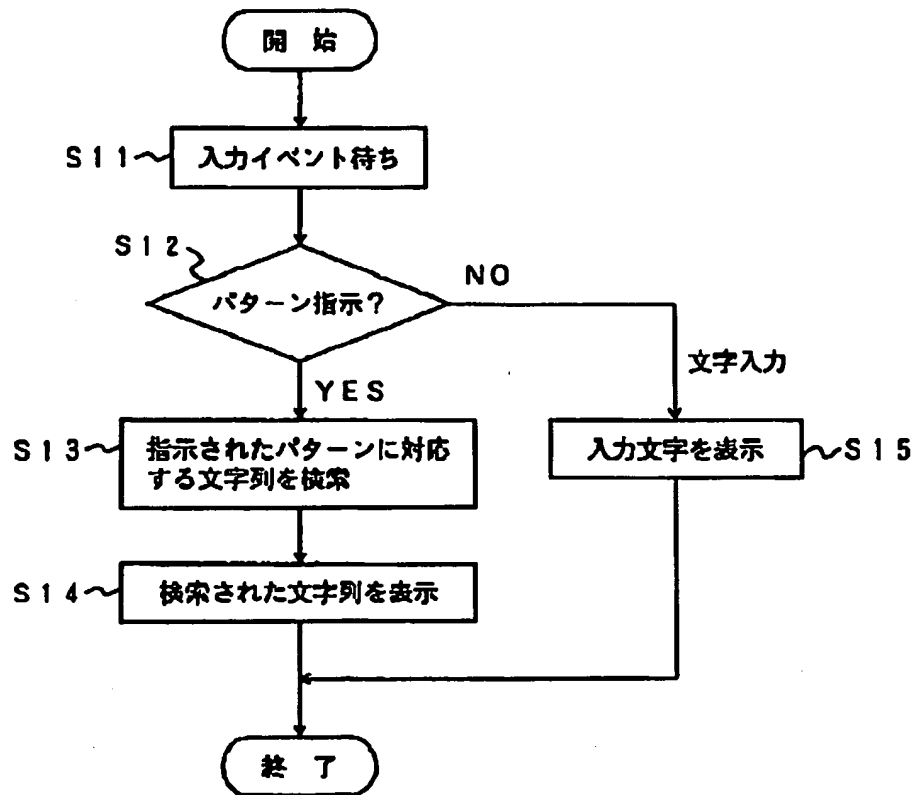 開 始
S11
入力イベント待ち
S12
パターン指示?
NO
文字入力
YES
S13
指示されたパターンに対応
する文字列を検索
入力文字を表示
S15
S14
検索された文字列を表示
終 了